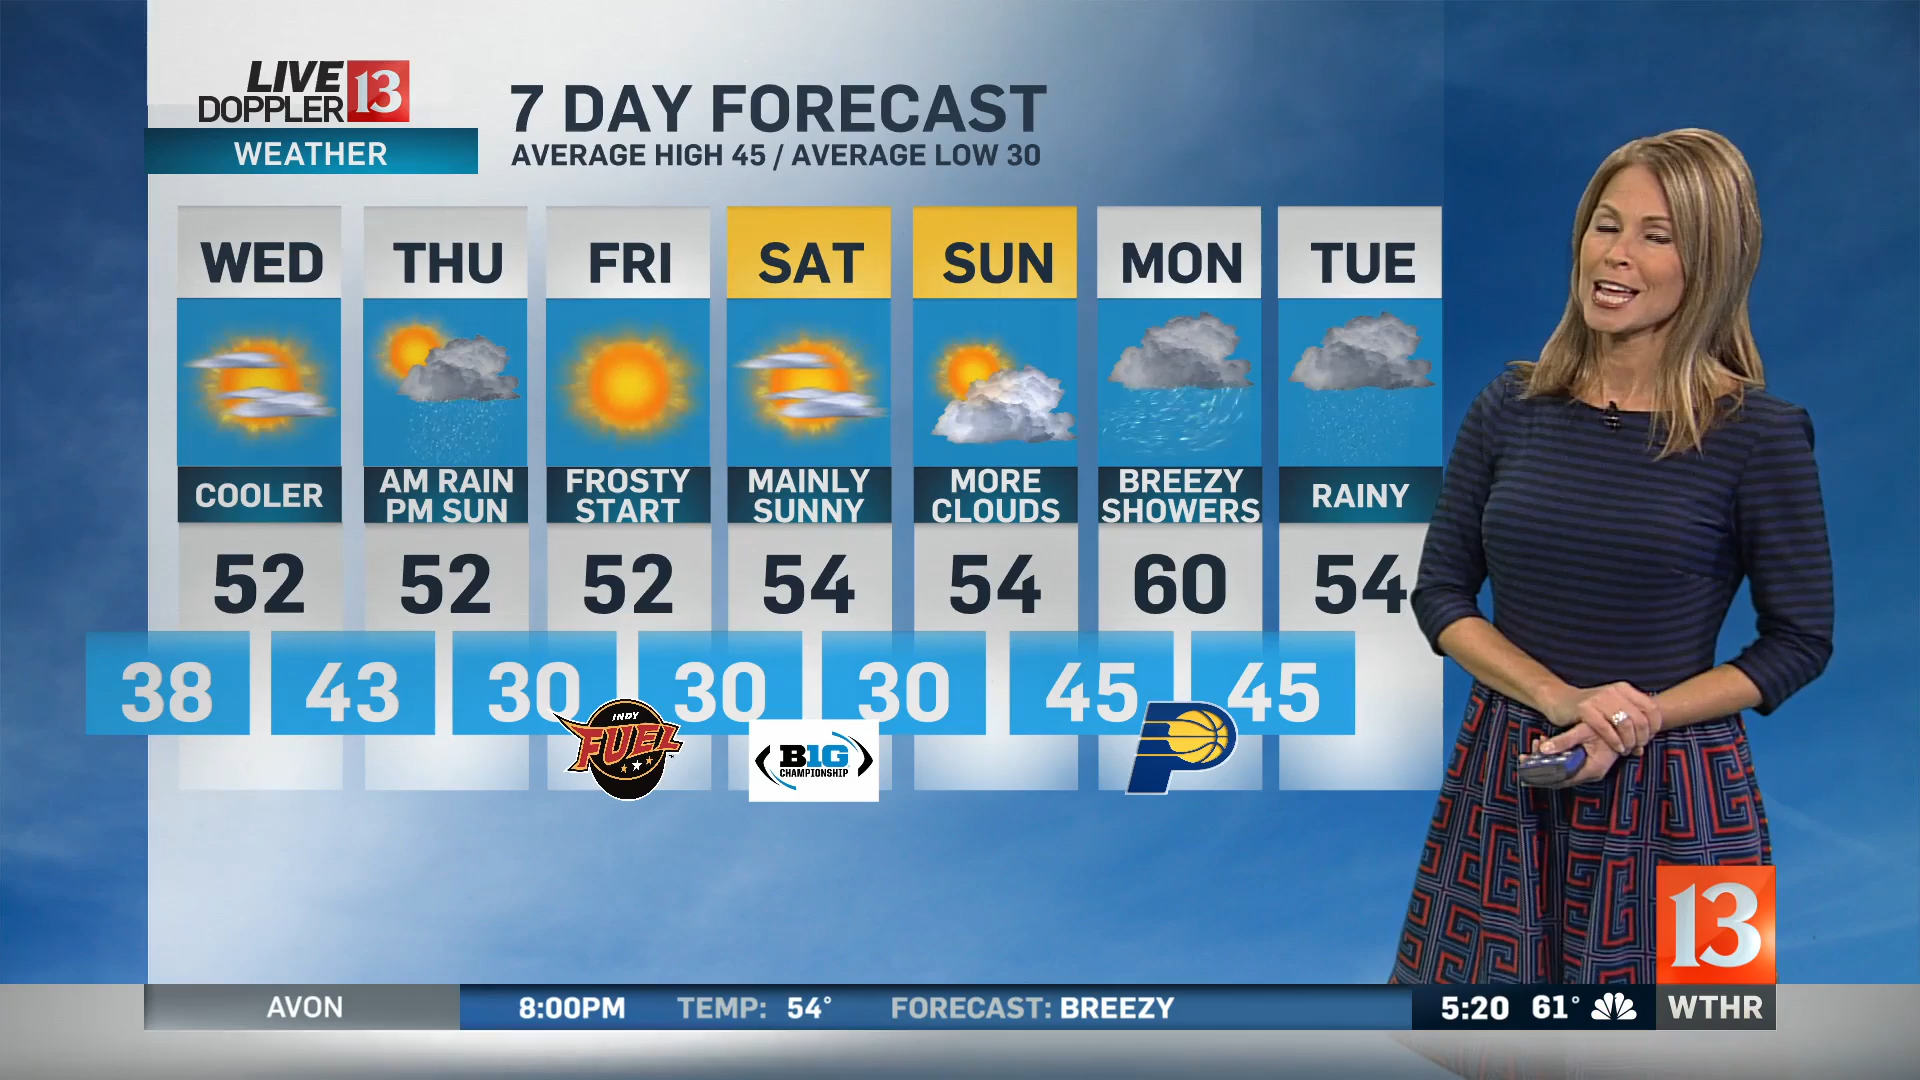 LIVE
DOPPLER 13
WEATHER
7 DAY FORECAST
AVERAGE HIGH 45 / AVERAGE LOW 30
WED THU FRI SAT SUN MON TUE
COOLER
AM RAIN
PM SUN
FROSTY
START
MAINLY
SUNNY
MORE
CLOUDS
BREEZY
SHOWERS
RAINY
52 52 52 54 54 60 54
38 43 30 30 30 45 45
INDY
FUEL
B1G
CHAMPIONSHIP
P
13
AVON 8:00PM TEMP: 54° FORECAST: BREEZY 5:20 61° WTHR